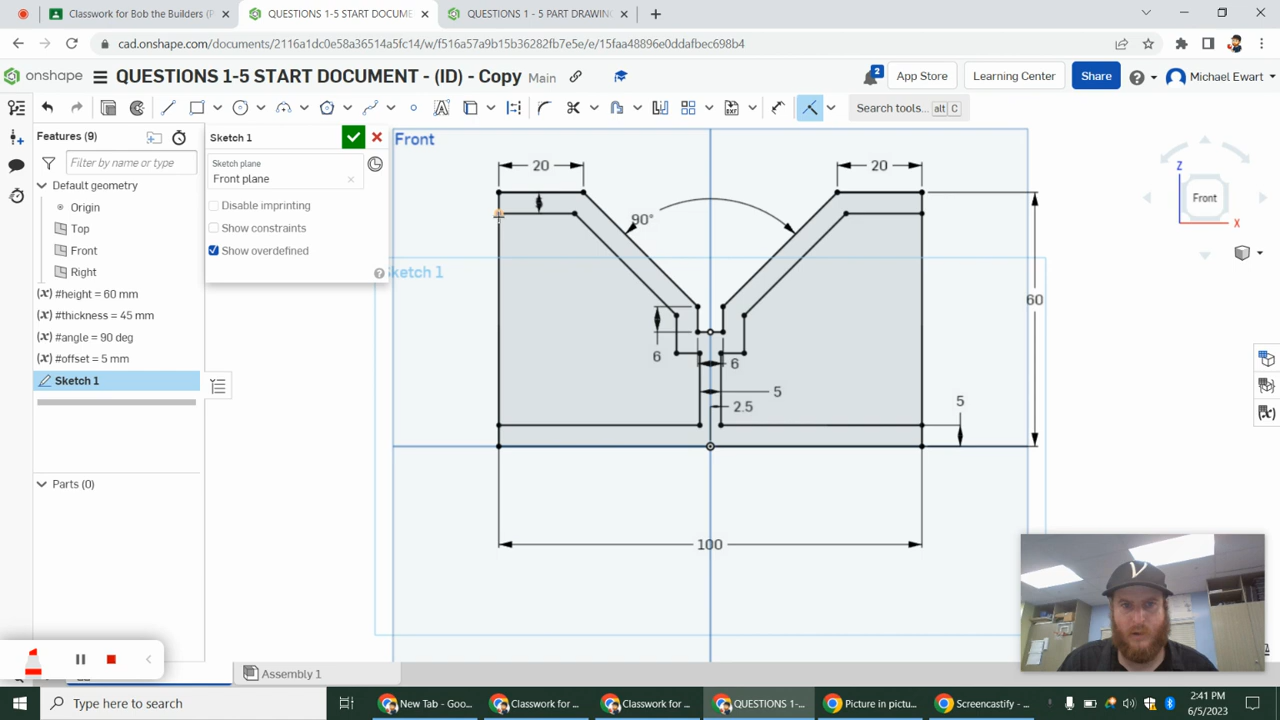 Classwork for Bob the Builders (P
QUESTIONS 1-5 START DOCUME
QUESTIONS 1 - 5 PART DRAWING
cad.onshape.com/documents/2116a1dc0e58a36514a5fc14/w/f516a57a9b15b36282fb7e5e/e/15faa48896e0ddafbec698b4
onshape
QUESTIONS 1-5 START DOCUMENT - (ID) - Copy
Main
2
App Store
Learning Center
Share
Michael Ewart
Search tools...
alt C
Features (9)
Filter by name or type
Default geometry
Origin
Top
Front
Right
(x) #height = 60 mm
(x) #thickness = 45 mm
(x) #angle = 90 deg
(x) #offset = 5 mm
Sketch 1
Parts (0)
Sketch 1
Sketch plane
Front plane
Disable imprinting
Show constraints
Show overdefined
Front
ketch 1
20
20
90°
60
6
6
5
2.5
5
100
Z
Front
X
Assembly 1
Type here to search
New Tab - Goo...
Classwork for ...
Classwork for ...
QUESTIONS 1-...
Picture in pictu...
Screencastify - ...
2:41 PM
6/5/2023